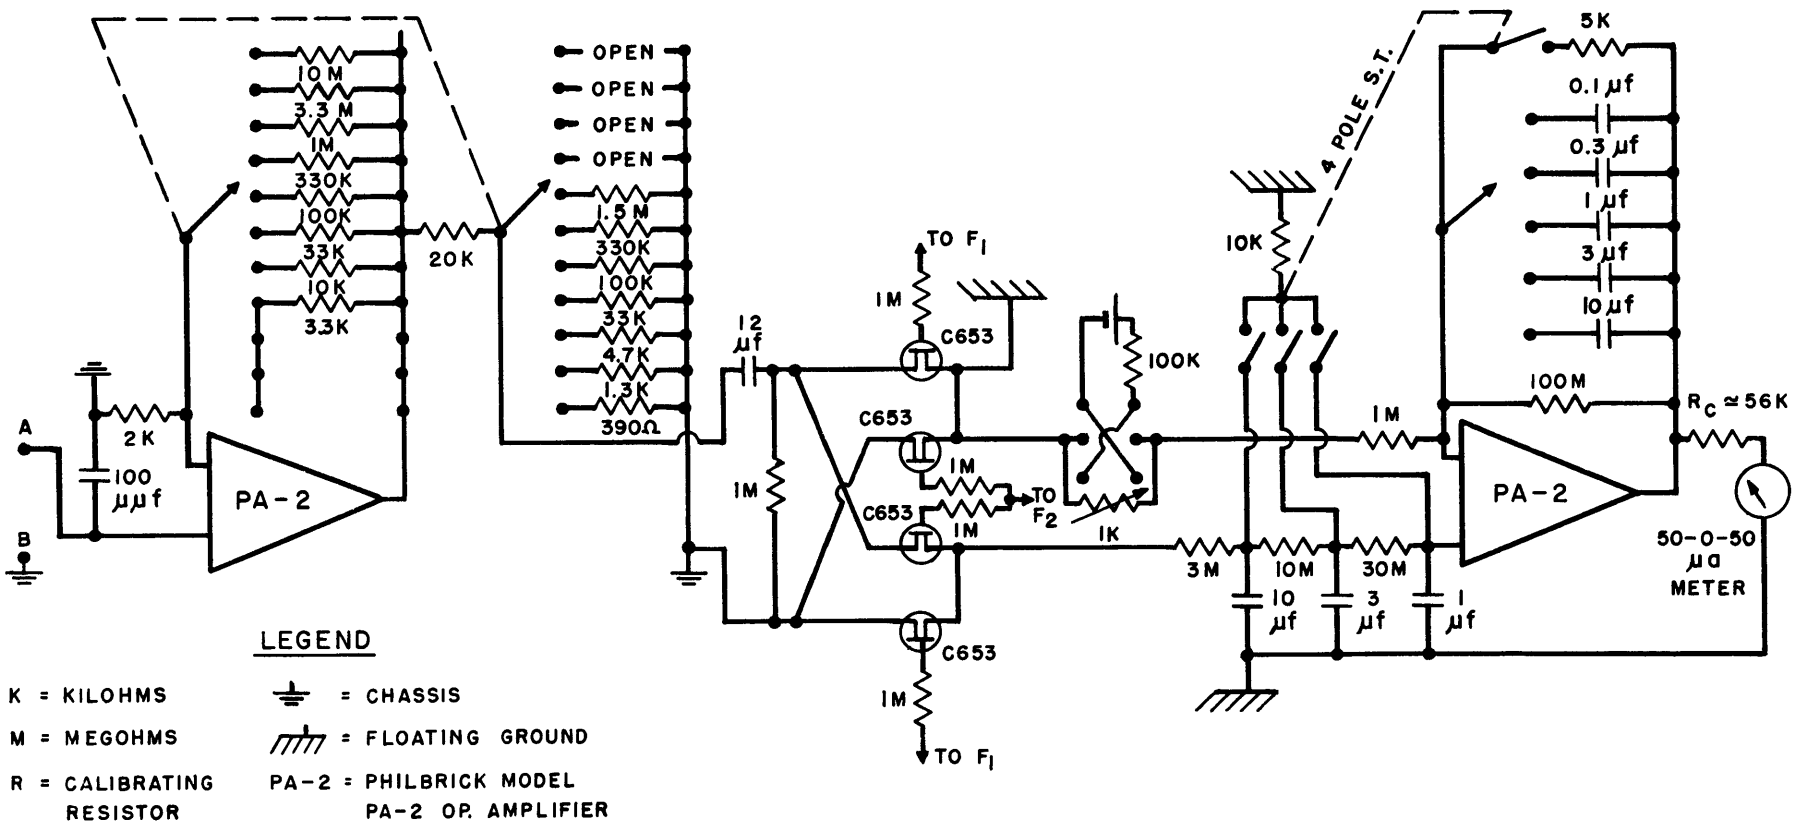 10M
3.3M
1M
330K
100K
33K
10K
3.3K
20K
OPEN
OPEN
OPEN
OPEN
1.5M
330K
100K
33K
4.7K
1.3K
390Ω
A
2K
100
μμf
PA-2
B
12
μf
1M
TO F1
1M
C653
C653
1M
TO
F2
C653
1M
C653
1M
TO F1
100K
1K
4 POLE S.T.
10K
5K
0.1 μf
0.3 μf
1 μf
3 μf
10 μf
100M
1M
RC ≃ 56K
PA-2
3M
10M
30M
10
μf
3
μf
1
μf
50-0-50
μa
METER
LEGEND
K = KILOHMS
M = MEGOHMS
R = CALIBRATING
RESISTOR
= CHASSIS
= FLOATING GROUND
PA-2 = PHILBRICK MODEL
PA-2 OP. AMPLIFIER